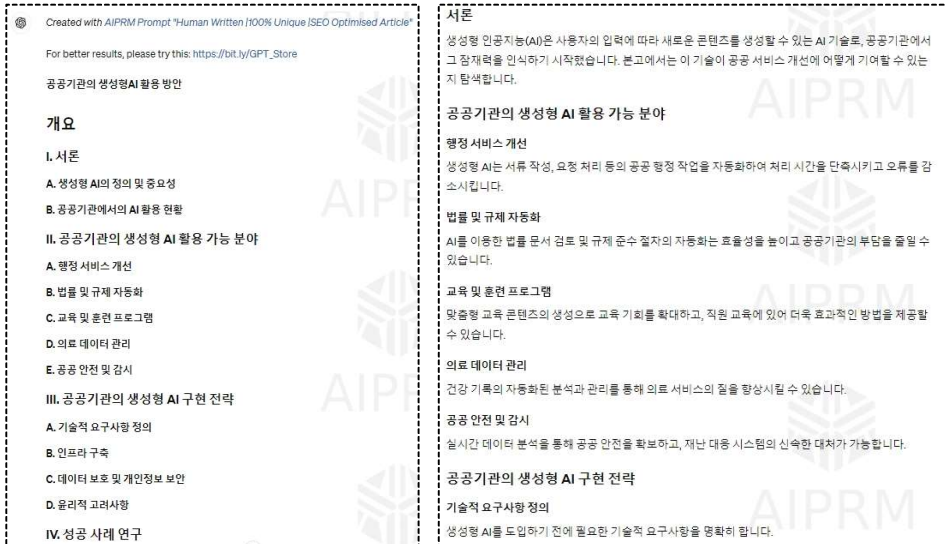 Created with AIPRM Prompt "Human Written |100% Unique |SEO Optimised Article"
For better results, please try this: https://bit.ly/GPT_Store
공공기관의 생성형AI 활용 방안
개요
I. 서론
A. 생성형 AI의 정의 및 중요성
B. 공공기관에서의 AI 활용 현황
II. 공공기관의 생성형 AI 활용 가능 분야
A. 행정 서비스 개선
B. 법률 및 규제 자동화
C. 교육 및 훈련 프로그램
D. 의료 데이터 관리
E. 공공 안전 및 감시
III. 공공기관의 생성형 AI 구현 전략
A. 기술적 요구사항 정의
B. 인프라 구축
C. 데이터 보호 및 개인정보 보안
D. 윤리적 고려사항
IV. 성공 사례 연구
서론
생성형 인공지능(AI)은 사용자의 입력에 따라 새로운 콘텐츠를 생성할 수 있는 AI 기술로, 공공기관에서
그 잠재력을 인식하기 시작했습니다. 본고에서는 이 기술이 공공 서비스 개선에 어떻게 기여할 수 있는
지 탐색합니다.
공공기관의 생성형 AI 활용 가능 분야
행정 서비스 개선
생성형 AI는 서류 작성, 요청 처리 등의 공공 행정 작업을 자동화하여 처리 시간을 단축시키고 오류를 감
소시킵니다.
법률 및 규제 자동화
AI를 이용한 법률 문서 검토 및 규제 준수 절차의 자동화는 효율성을 높이고 공공기관의 부담을 줄일 수
있습니다.
교육 및 훈련 프로그램
맞춤형 교육 콘텐츠의 생성으로 교육 기회를 확대하고, 직원 교육에 있어 더욱 효과적인 방법을 제공할
수 있습니다.
의료 데이터 관리
건강 기록의 자동화된 분석과 관리를 통해 의료 서비스의 질을 향상시킬 수 있습니다.
공공 안전 및 감시
실시간 데이터 분석을 통해 공공 안전을 확보하고, 재난 대응 시스템의 신속한 대처가 가능합니다.
공공기관의 생성형 AI 구현 전략
기술적 요구사항 정의
생성형 AI를 도입하기 전에 필요한 기술적 요구사항을 명확히 합니다.
AIPRM
AIPRM
AIPRM
AIPRM
AIPRM